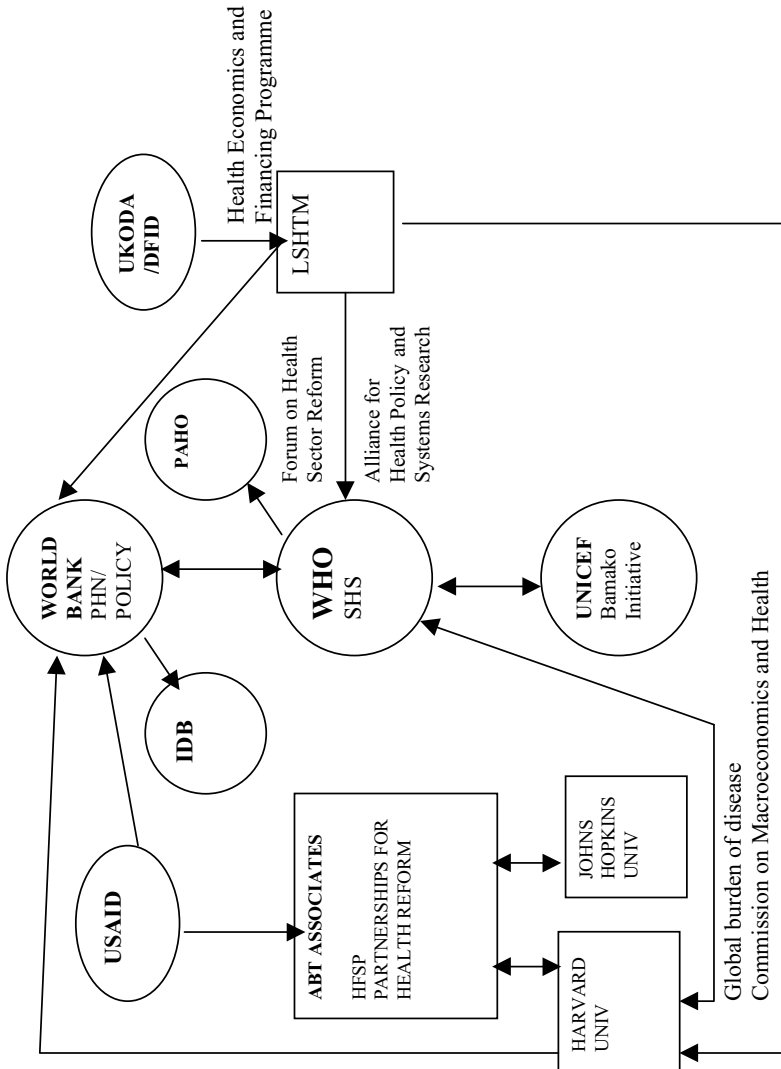 UKODA
/DFID
Health Economics and
Financing Programme
LSHTM
WORLD
BANK
PHN/
POLICY
PAHO
Forum on Health
Sector Reform
Alliance for
Health Policy and
Systems Research
WHO
SHS
UNICEF
Bamako
Initiative
IDB
USAID
ABT ASSOCIATES
HFSP
PARTNERSHIPS FOR
HEALTH REFORM
JOHNS
HOPKINS
UNIV
HARVARD
UNIV
Global burden of disease
Commission on Macroeconomics and Health